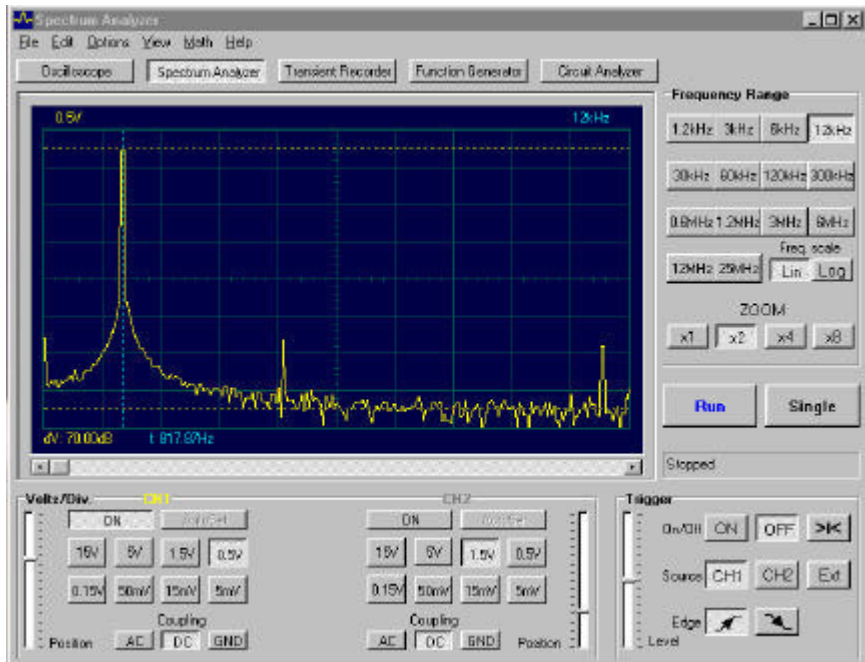 Spectrum Analyzer
File Edit Options View Math Help
Oscilloscope Spectrum Analyzer Transient Recorder Function Generator Circuit Analyzer
0.5V 12kHz
dV: 70.00dB f: 817.87Hz
Frequency Range
1.2kHz 3kHz 6kHz 12kHz
30kHz 60kHz 120kHz 300kHz
0.6MHz 1.2MHz 3MHz 6MHz
Freq. scale
12MHz 25MHz Lin Log
ZOOM
x1 x2 x4 x8
Run Single
Stopped
Volts/Div. CH1
ON AutoSet
15V 5V 1.5V 0.5V
0.15V 50mV 15mV 5mV
Coupling
Position AC DC GND
CH2
ON AutoSet
15V 5V 1.5V 0.5V
0.15V 50mV 15mV 5mV
Coupling
AC DC GND Position
Trigger
On/Off ON OFF >|<
Source CH1 CH2 Ext
Edge
Level